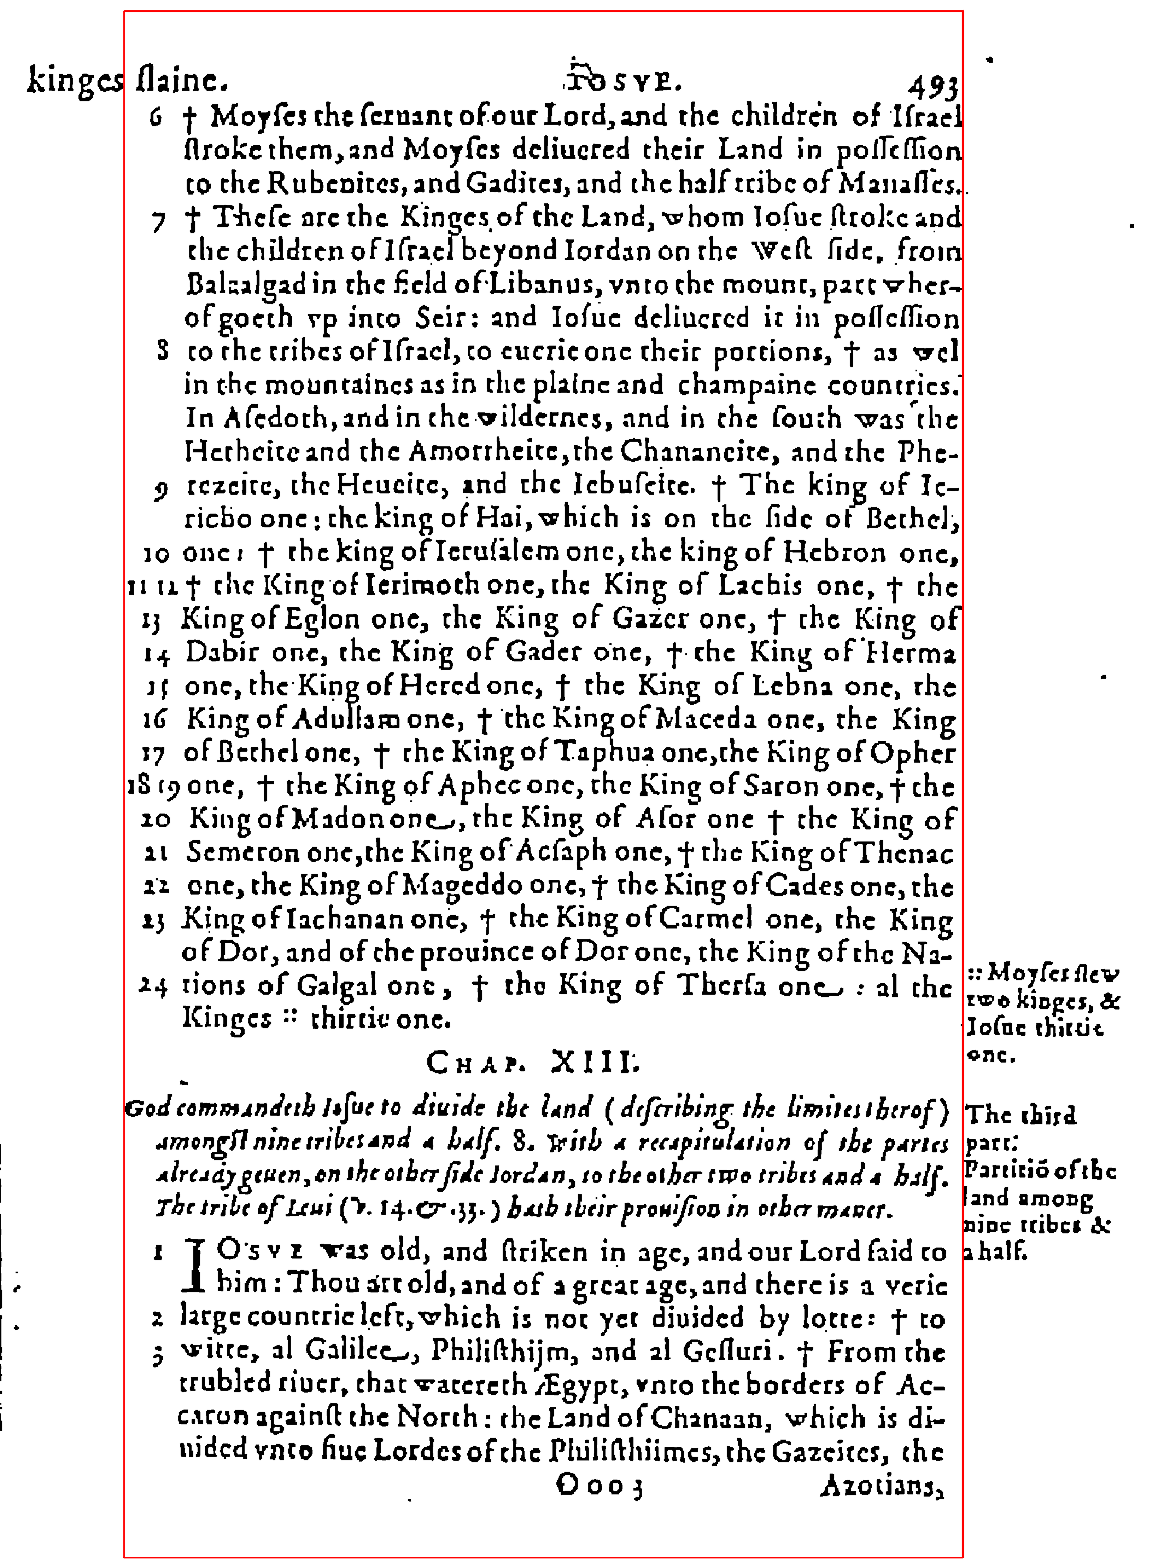 kinges ſlaine. IOSVE. 493
6 † Moyſes the ſeruant of our Lord, and the children of Iſrael
ſtroke them, and Moyſes deliuered their Land in poſſeſſion
to the Rubenites, and Gadites, and the half tribe of Manaſſes.
7 † Theſe are the Kinges of the Land, whom Ioſue ſtroke and
the children of Iſrael beyond Iordan on the Weſt ſide, from
Balaalgad in the field of Libanus, vnto the mount, part wher-
of goeth vp into Seir: and Ioſue deliuered it in poſſeſſion
8 to the tribes of Iſrael, to euerie one their portions, † as wel
in the mountaines as in the plaine and champaine countries.
In Aſedoth, and in the wildernes, and in the ſouth was the
Hetheite and the Amorrheite, the Chananeite, and the Phe-
9 rezeite, the Heueite, and the Iebuſeite. † The king of Ie-
richo one: the king of Hai, which is on the ſide of Bethel,
10 one: † the king of Ieruſalem one, the king of Hebron one,
11 12 † the King of Ierimoth one, the King of Lachis one, † the
13 King of Eglon one, the King of Gazer one, † the King of
14 Dabir one, the King of Gader one, † the King of Herma
15 one, the King of Hered one, † the King of Lebna one, the
16 King of Adullam one, † the King of Maceda one, the King
17 of Bethel one, † the King of Taphua one, the King of Opher
18 19 one, † the King of Aphec one, the King of Saron one, † the
20 King of Madon one, the King of Aſor one † the King of
21 Semeron one, the King of Acſaph one, † the King of Thenac
22 one, the King of Mageddo one, † the King of Cades one, the
23 King of Iachanan one, † the King of Carmel one, the King
of Dor, and of the prouince of Dor one, the King of the Na-
24 tions of Galgal one, † the King of Therſa one : al the
Kinges :: thirtie one.
:: Moyſes ſlew
two kinges, &
Ioſue thirtie
one.
CHAP. XIII.
God commandeth Ioſue to diuide the land (deſcribing the limites therof)
amongſt nine tribes and a half. 8. With a recapitulation of the partes
already geuen, on the other ſide Iordan, to the other two tribes and a half.
The tribe of Leui (v. 14. & .33.) hath their prouiſion in other maner.
The third
part:
Partitiō of the
land among
nine tribes &
a half.
1 IOSVE was old, and ſtriken in age, and our Lord ſaid to
him: Thou art old, and of a great age, and there is a verie
2 large countrie left, which is not yet diuided by lotte: † to
3 witte, al Galilee, Philiſthijm, and al Geſſuri. † From the
trubled riuer, that watereth Ægypt, vnto the borders of Ac-
caron againſt the North: the Land of Chanaan, which is di-
uided vnto fiue Lordes of the Philiſthiimes, the Gazeites, the
Ooo3 Azotians,